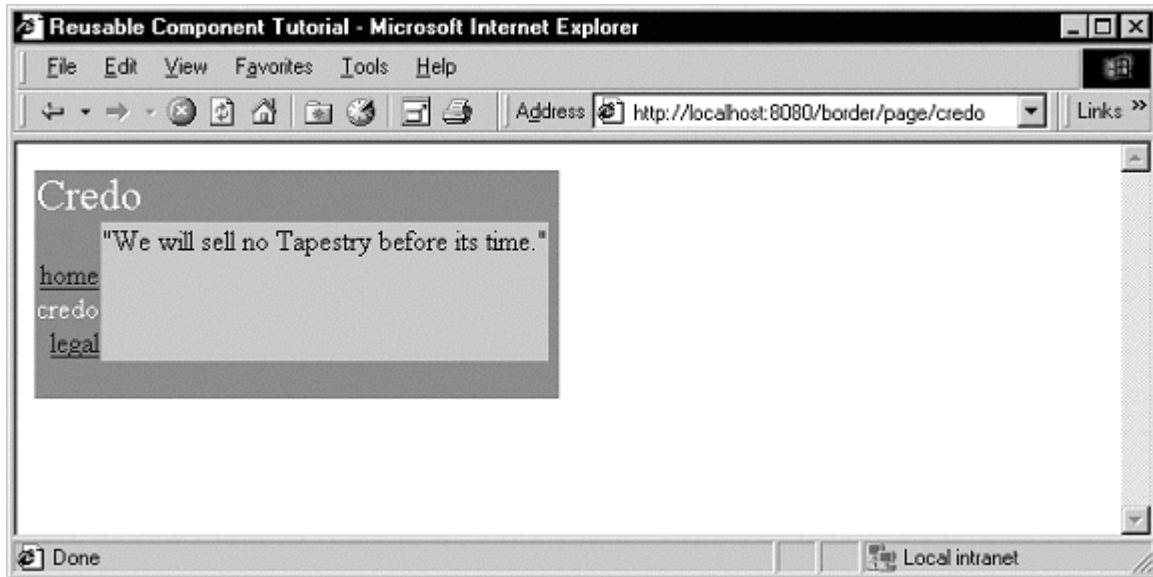 Reusable Component Tutorial - Microsoft Internet Explorer
File Edit View Favorites Tools Help
Address http://localhost:8080/border/page/credo Links »
Credo
"We will sell no Tapestry before its time."
home
credo
legal
Done Local intranet